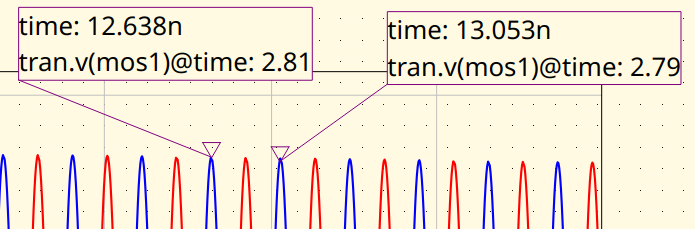 time: 12.638n
tran.v(mos1)@time: 2.81
time: 13.053n
tran.v(mos1)@time: 2.79